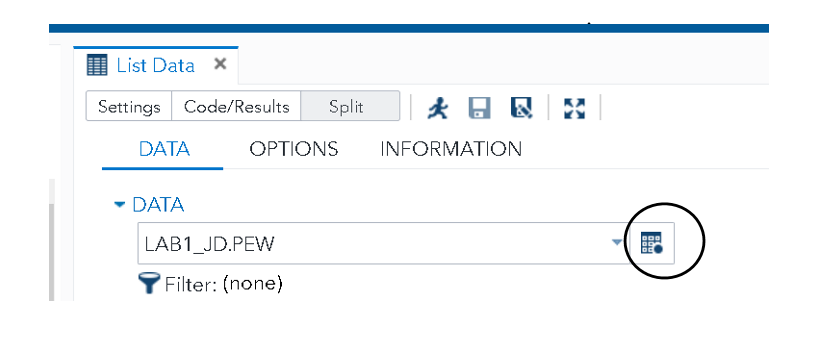 List Data ×
Settings Code/Results Split
DATA OPTIONS INFORMATION
DATA
LAB1_JD.PEW
Filter: (none)